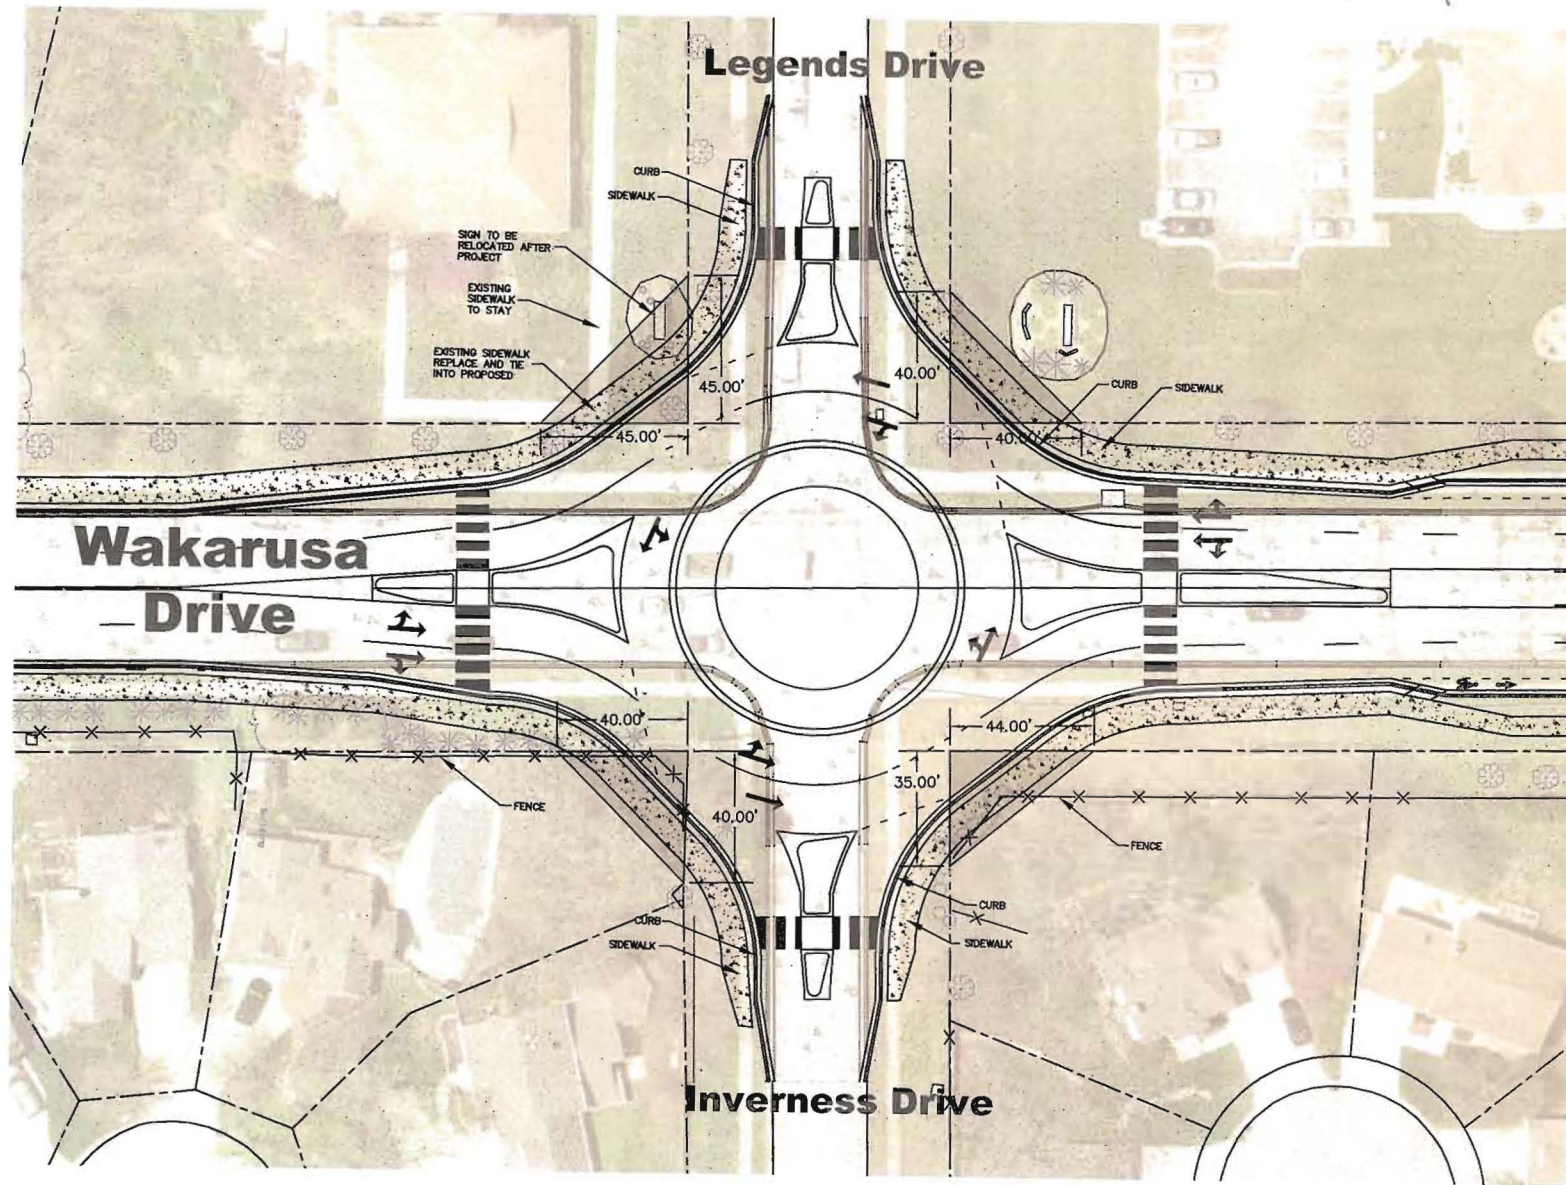 Legends Drive
CURB
SIDEWALK
SIGN TO BE
RELOCATED AFTER
PROJECT
EXISTING
SIDEWALK
TO STAY
EXISTING SIDEWALK
REPLACE AND TIE
INTO PROPOSED
45.00'
40.00'
CURB
SIDEWALK
45.00'
40.00'
Wakarusa
Drive
40.00'
44.00'
35.00'
40.00'
FENCE
FENCE
CURB
SIDEWALK
CURB
SIDEWALK
Inverness Drive